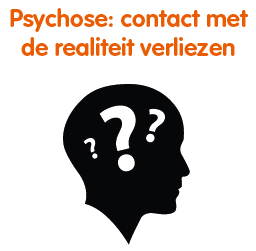 Psychose: contact met
de realiteit verliezen
? ? ?